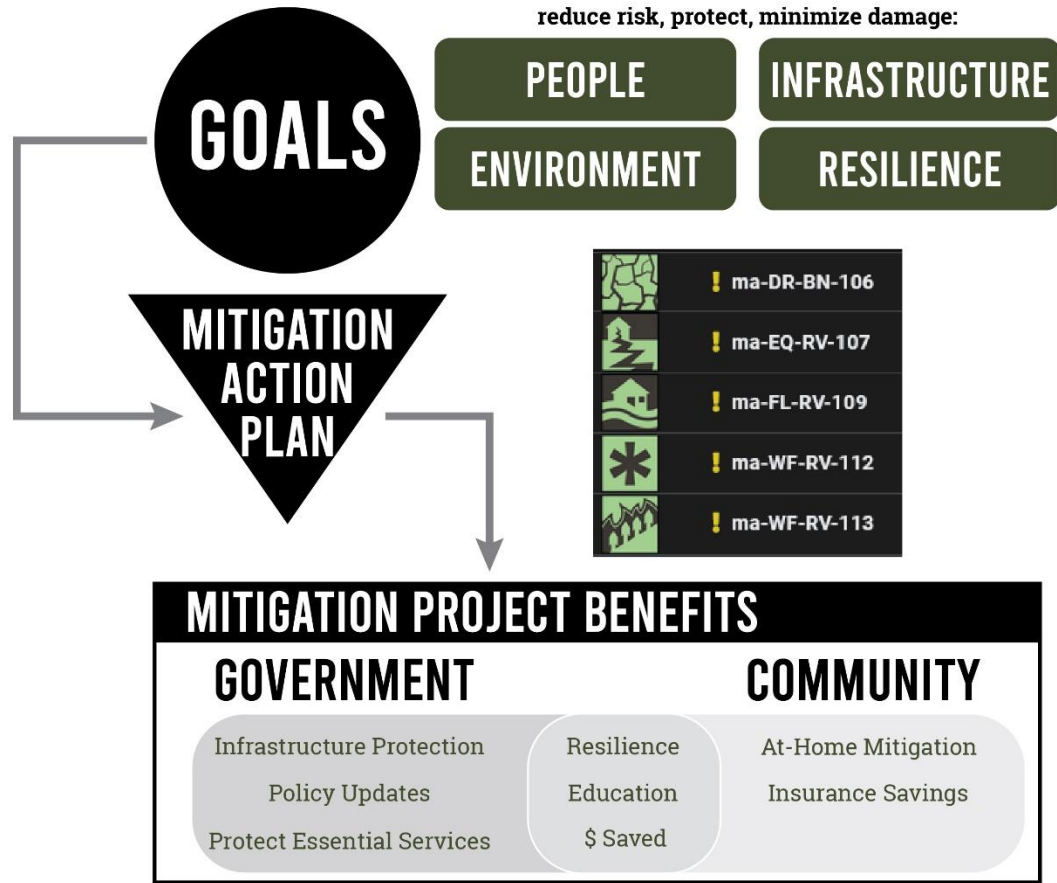 reduce risk, protect, minimize damage:
GOALS
PEOPLE
INFRASTRUCTURE
ENVIRONMENT
RESILIENCE
MITIGATION
ACTION
PLAN
! ma-DR-BN-106
! ma-EQ-RV-107
! ma-FL-RV-109
! ma-WF-RV-112
! ma-WF-RV-113
MITIGATION PROJECT BENEFITS
GOVERNMENT
COMMUNITY
Infrastructure Protection
Policy Updates
Protect Essential Services
Resilience
Education
$ Saved
At-Home Mitigation
Insurance Savings